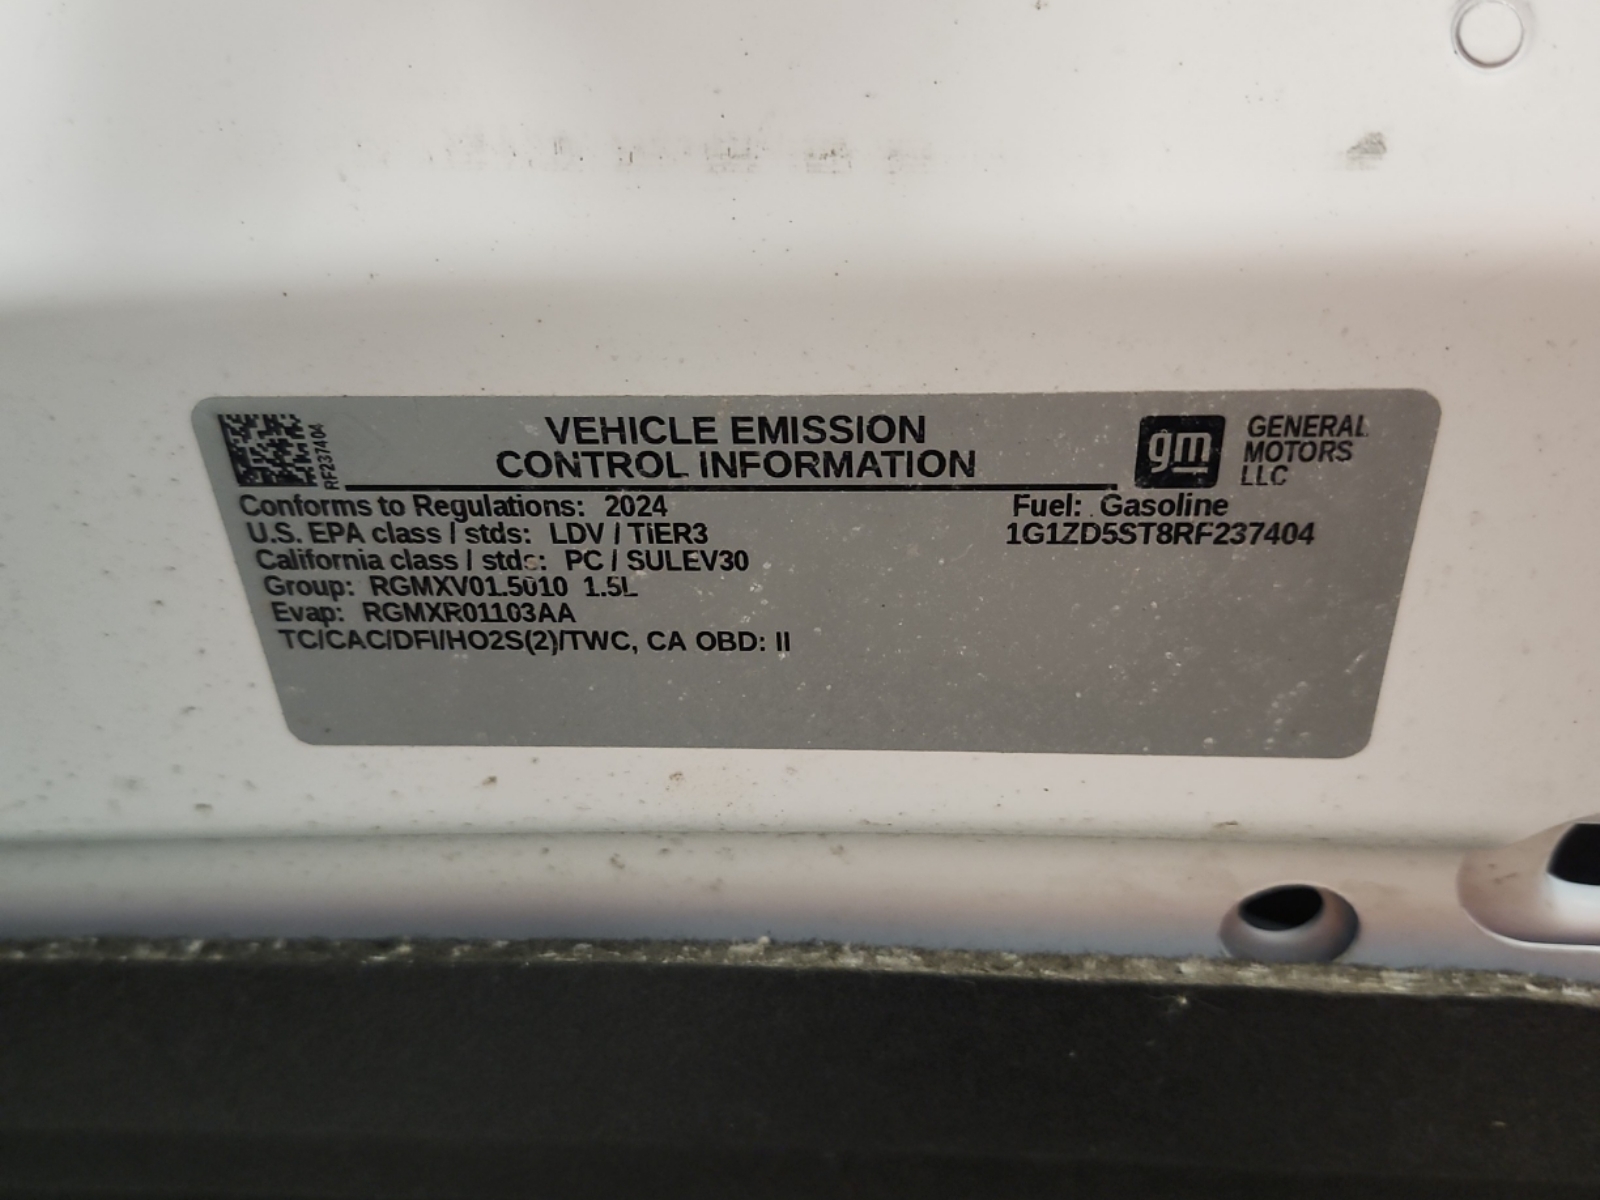 RF237404
VEHICLE EMISSION
CONTROL INFORMATION
gm
GENERAL
MOTORS
LLC
Conforms to Regulations: 2024
Fuel: Gasoline
U.S. EPA class / stds: LDV / TiER3
1G1ZD5ST8RF237404
California class / stds: PC / SULEV30
Group: RGMXV01.5010 1.5L
Evap: RGMXR01103AA
TC/CAC/DFI/HO2S(2)/TWC, CA OBD: II